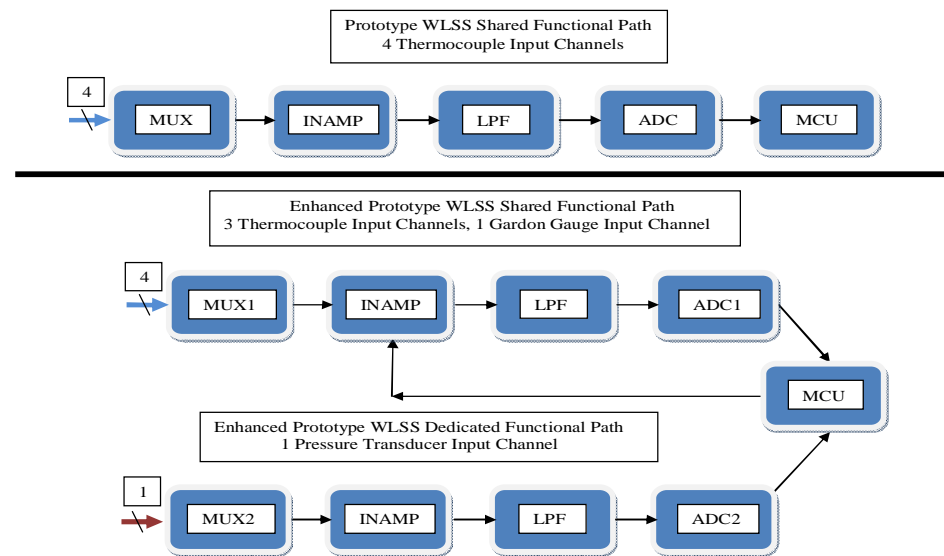 Prototype WLSS Shared Functional Path
4 Thermocouple Input Channels
4
MUX
INAMP
LPF
ADC
MCU
Enhanced Prototype WLSS Shared Functional Path
3 Thermocouple Input Channels, 1 Gardon Gauge Input Channel
4
MUX1
INAMP
LPF
ADC1
MCU
Enhanced Prototype WLSS Dedicated Functional Path
1 Pressure Transducer Input Channel
1
MUX2
INAMP
LPF
ADC2